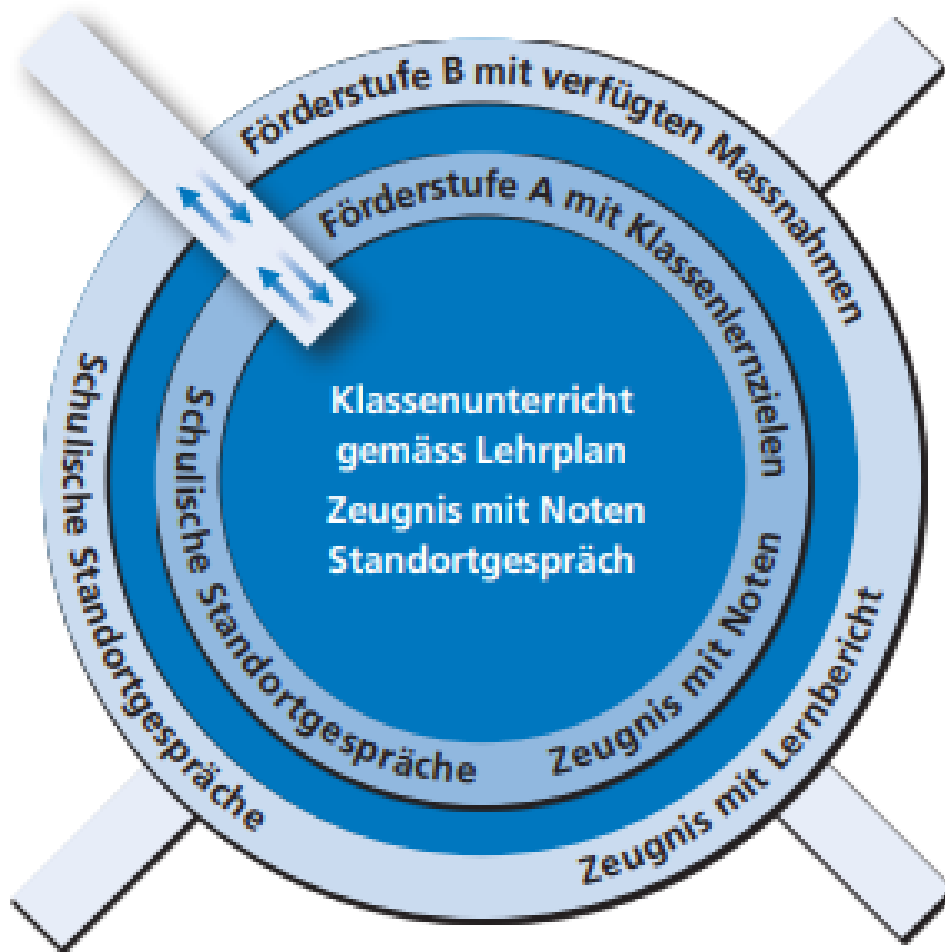 Förderstufe B mit verfügten Massnahmen
Förderstufe A mit Klassenlernzielen
Klassenunterricht
gemäss Lehrplan
Zeugnis mit Noten
Standortgespräch
Schulische Standortgespräche
Zeugnis mit Noten
Schulische Standortgespräche
Zeugnis mit Lernbericht